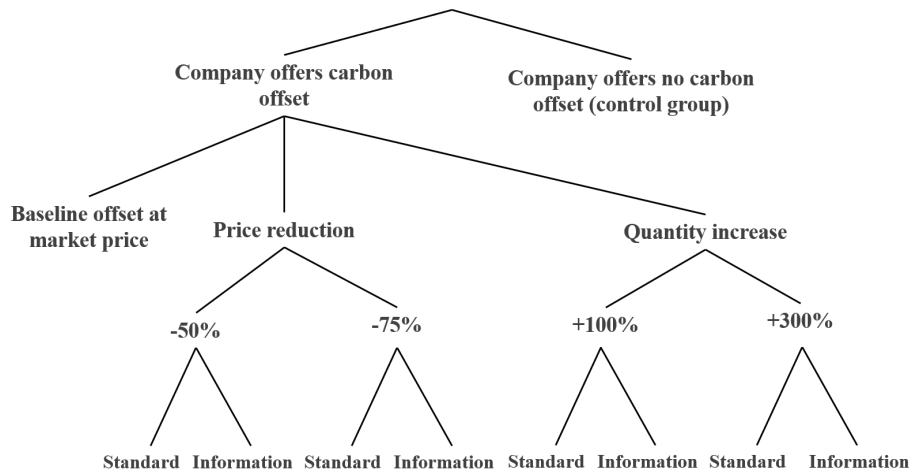 Company offers carbon
offset
Company offers no carbon
offset (control group)
Baseline offset at
market price
Price reduction
Quantity increase
-50%
-75%
+100%
+300%
Standard
Information
Standard
Information
Standard
Information
Standard
Information